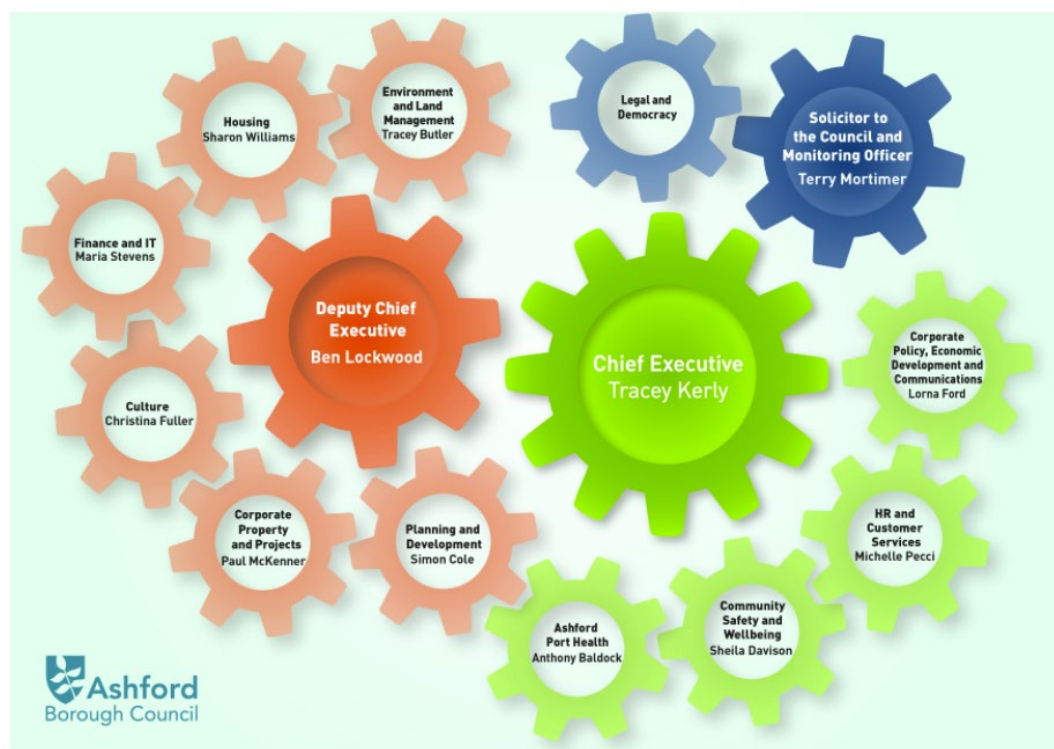 Environment
and Land
Management
Tracey Butler
Housing
Sharon Williams
Legal and
Democracy
Solicitor to
the Council and
Monitoring Officer
Terry Mortimer
Finance and IT
Maria Stevens
Deputy Chief
Executive
Ben Lockwood
Chief Executive
Tracey Kerly
Corporate
Policy, Economic
Development and
Communications
Lorna Ford
Culture
Christina Fuller
Corporate
Property
and Projects
Paul McKenner
Planning and
Development
Simon Cole
HR and
Customer
Services
Michelle Pecci
Ashford
Port Health
Anthony Baldock
Community
Safety and
Wellbeing
Sheila Davison
Ashford
Borough Council